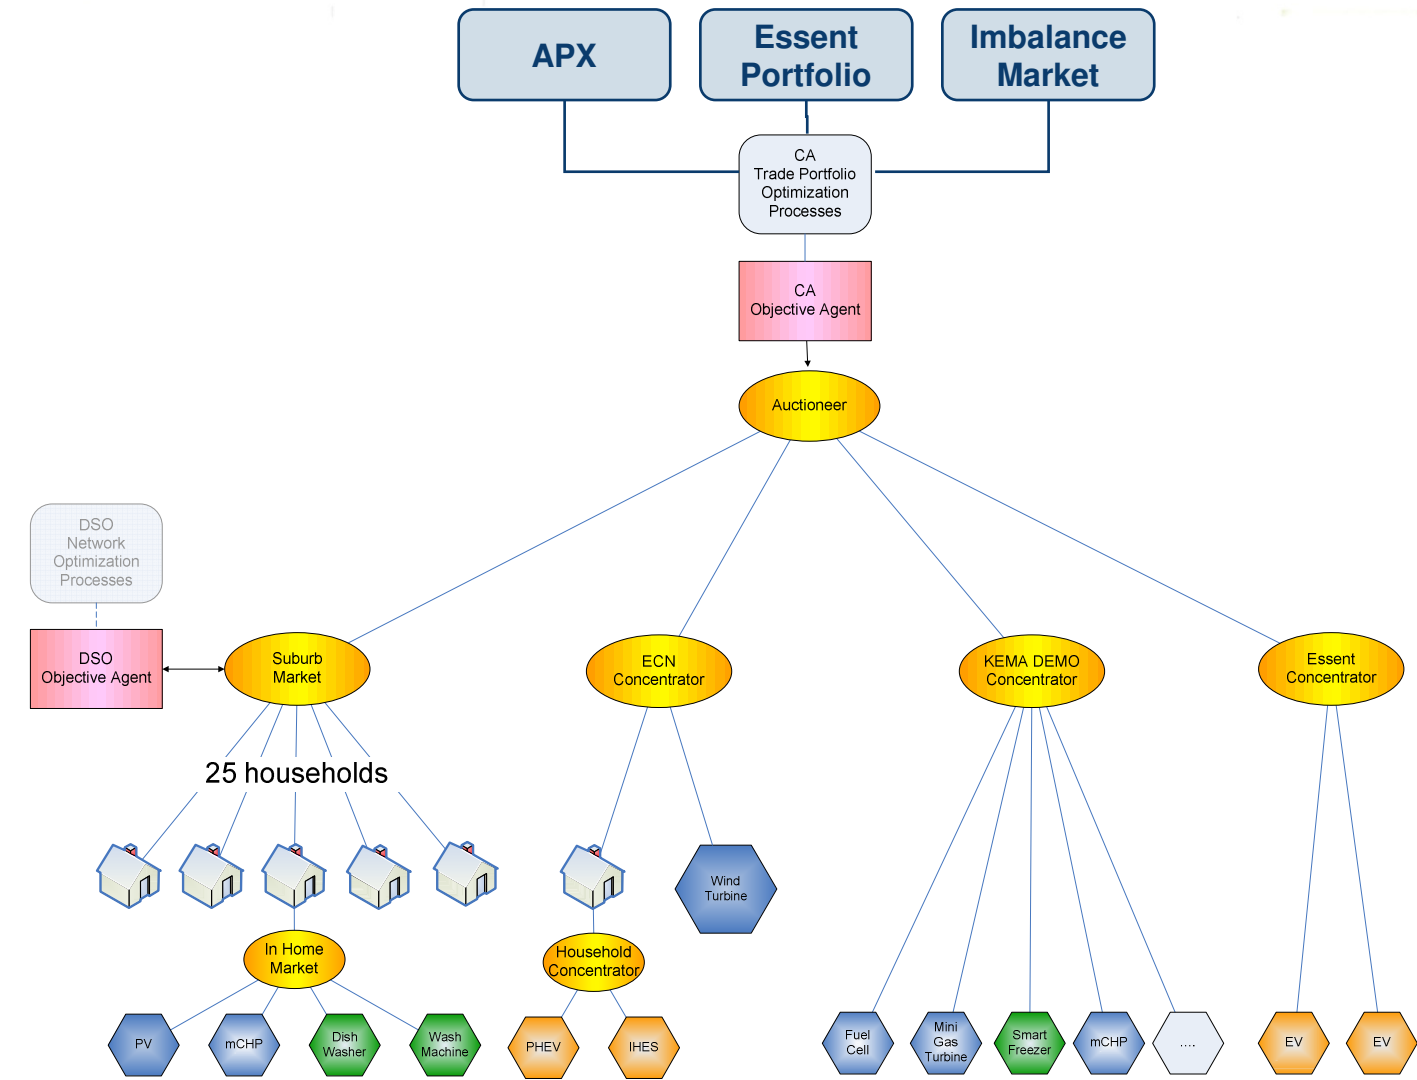 APX
Essent
Portfolio
Imbalance
Market
CA
Trade Portfolio
Optimization
Processes
CA
Objective Agent
Auctioneer
DSO
Network
Optimization
Processes
DSO
Objective Agent
Suburb
Market
ECN
Concentrator
KEMA DEMO
Concentrator
Essent
Concentrator
25 households
Wind
Turbine
In Home
Market
Household
Concentrator
PV
mCHP
Dish
Washer
Wash
Machine
PHEV
IHES
Fuel
Cell
Mini
Gas
Turbine
Smart
Freezer
mCHP
....
EV
EV